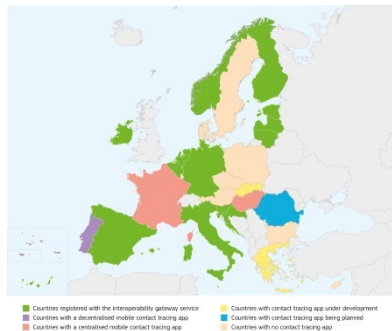 Countries registered with the interoperability gateway service
Countries with a decentralised mobile contact tracing app
Countries with a centralised mobile contact tracing app
Countries with contact tracing app under development
Countries with contact tracing app being planned
Countries with no contact tracing app